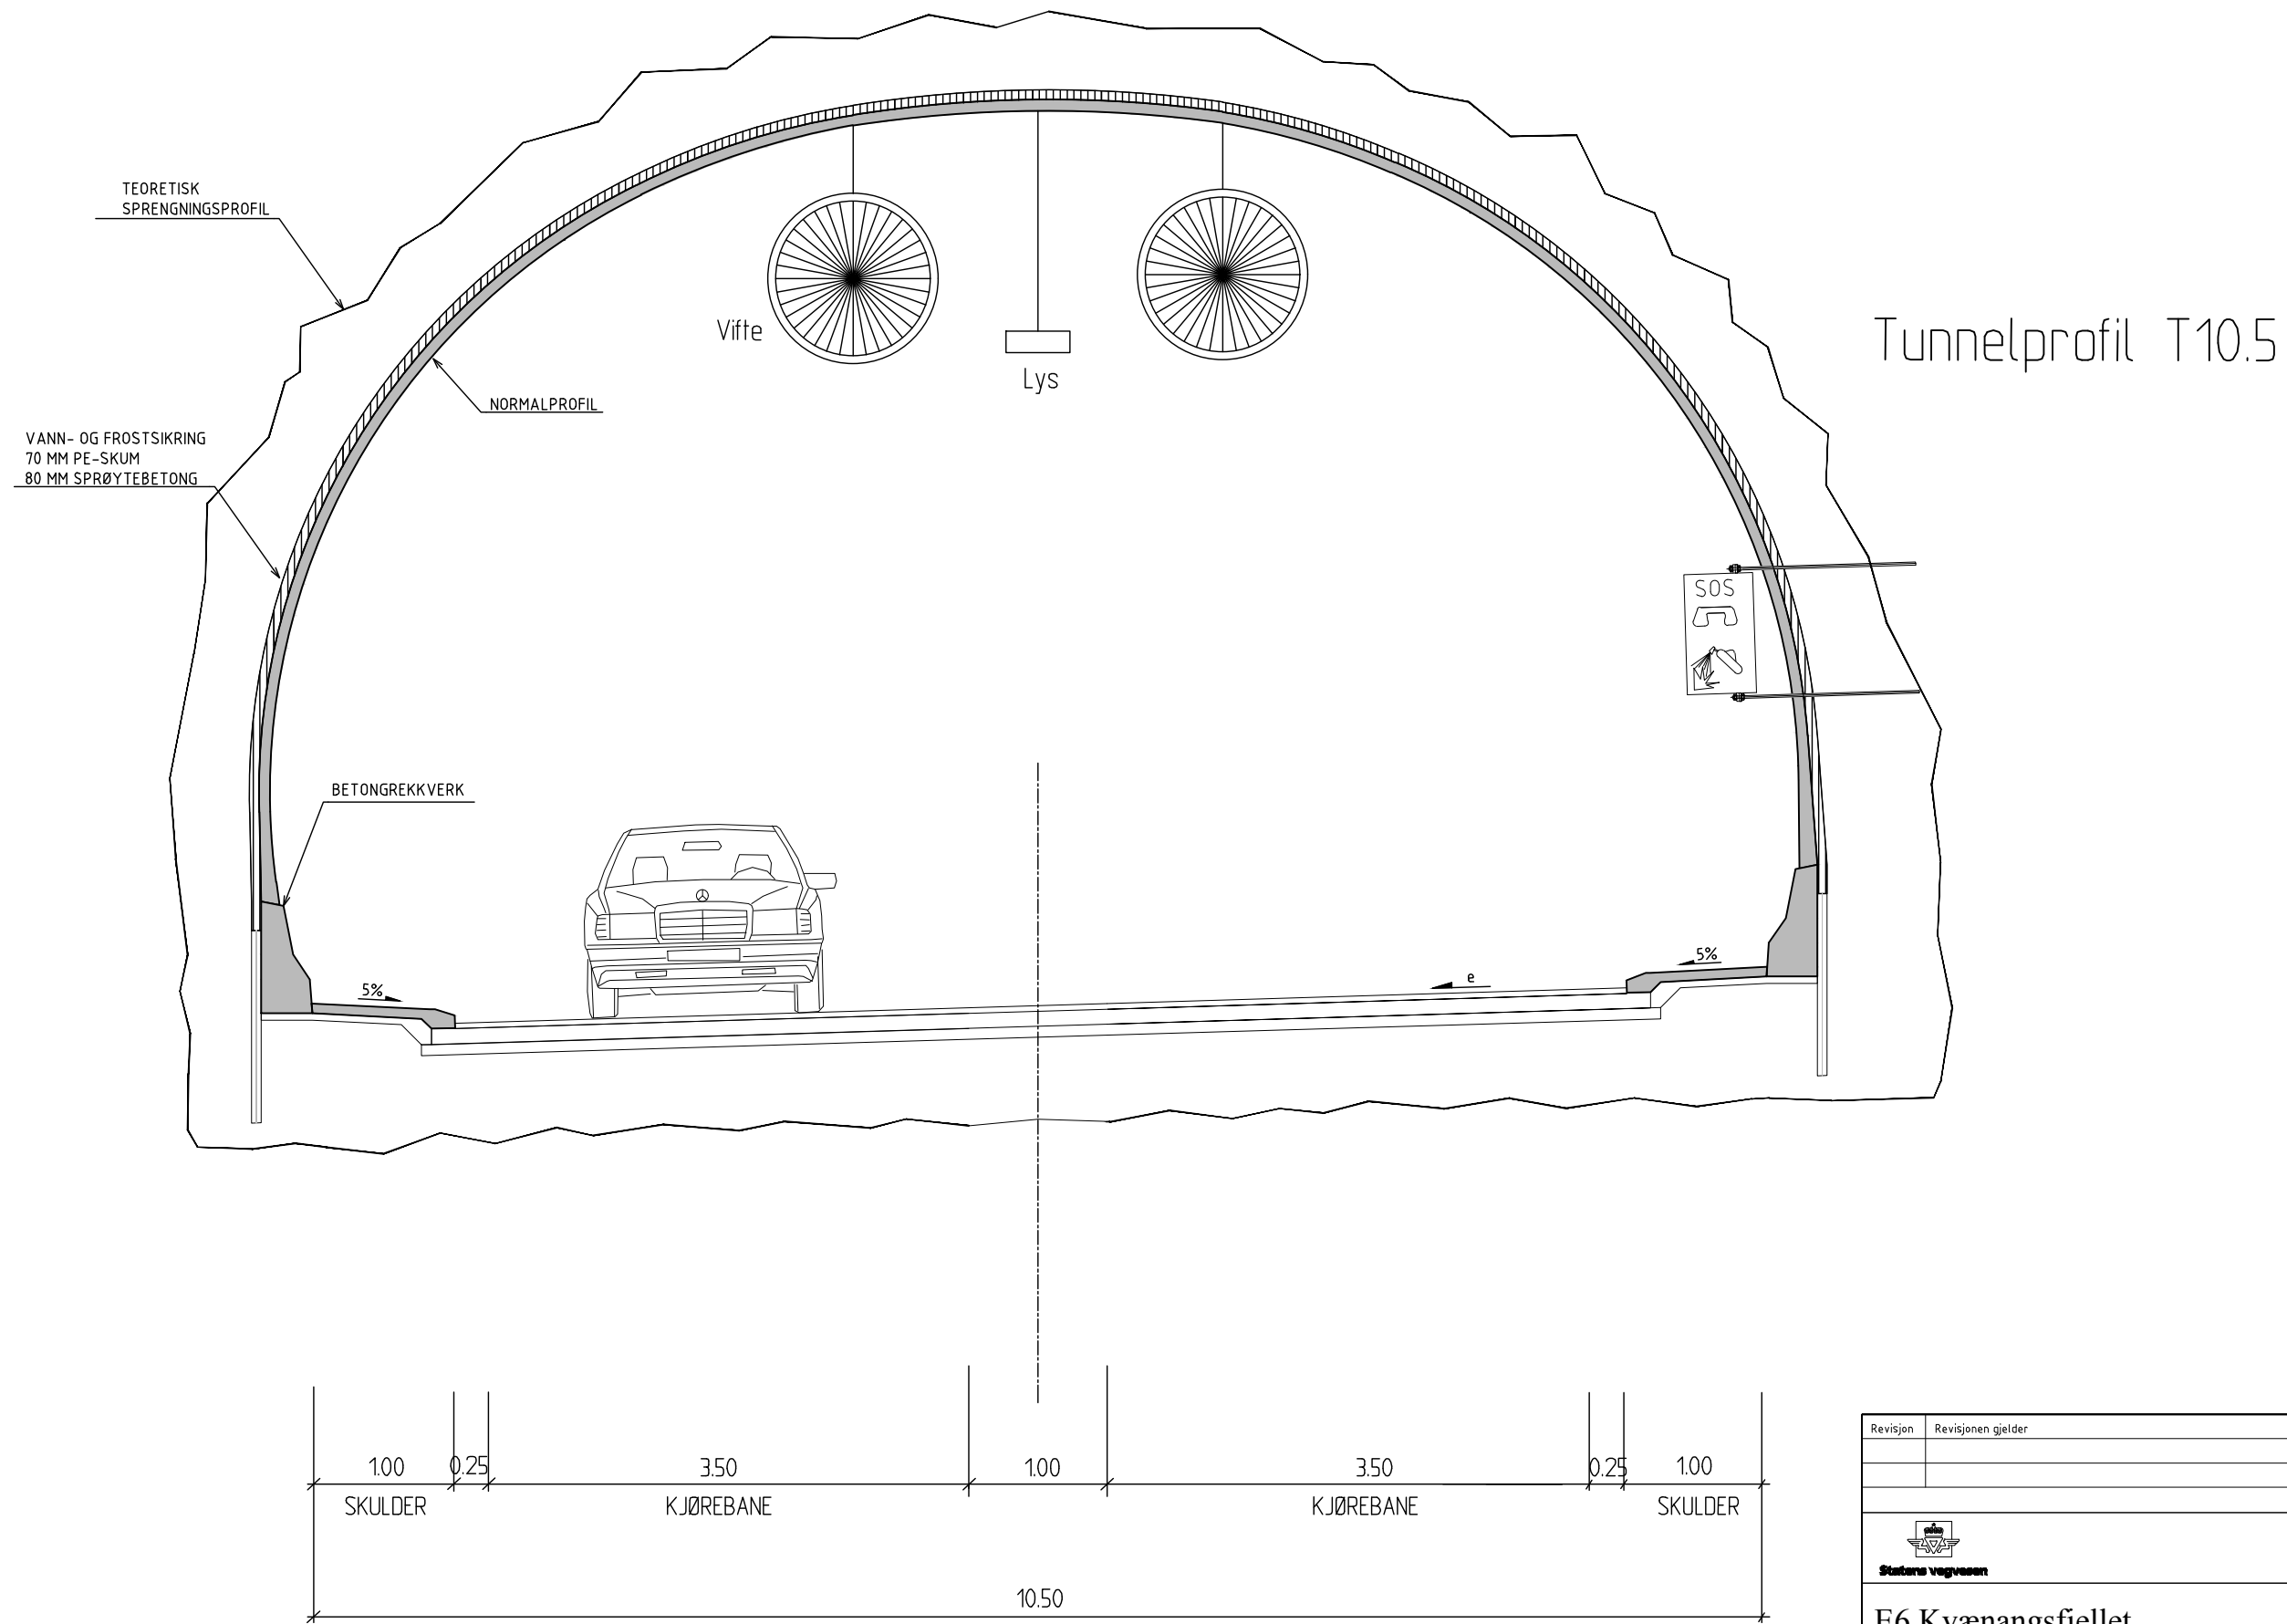 TEORETISK
SPRENGNINGSPROFIL
Vifte
Lys
Tunnelprofil T10.5
NORMALPROFIL
VANN- OG FROSTSIKRING
70 MM PE-SKUM
80 MM SPRØYTEBETONG
SOS
BETONGREKKVERK
5%
e
5%
1.00
0.25
3.50
1.00
3.50
0.25
1.00
SKULDER
KJØREBANE
KJØREBANE
SKULDER
10.50
Revisjon
Revisjonen gjelder
Statens vegvesen
E6 Kvænangsfjellet